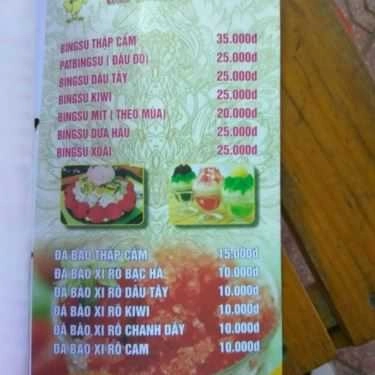 BINGSU THẬP CẨM 35.000đ
PATBINGSU ( ĐẬU ĐỎ) 25.000đ
BINGSU DÂU TÂY 25.000đ
BINGSU KIWI 25.000đ
BINGSU MÍT ( THEO MÙA) 20.000đ
BINGSU DƯA HẤU 25.000đ
BINGSU XOÀI 25.000đ
ĐÁ BÀO THẬP CẨM 15.000đ
ĐÁ BÀO XI RÔ BẠC HÀ 10.000đ
ĐÁ BÀO XI RÔ DÂU TÂY 10.000đ
ĐÁ BÀO XI RÔ KIWI 10.000đ
ĐÁ BÀO XI RÔ CHANH DÂY 10.000đ
ĐÁ BÀO XI RÔ CAM 10.000đ